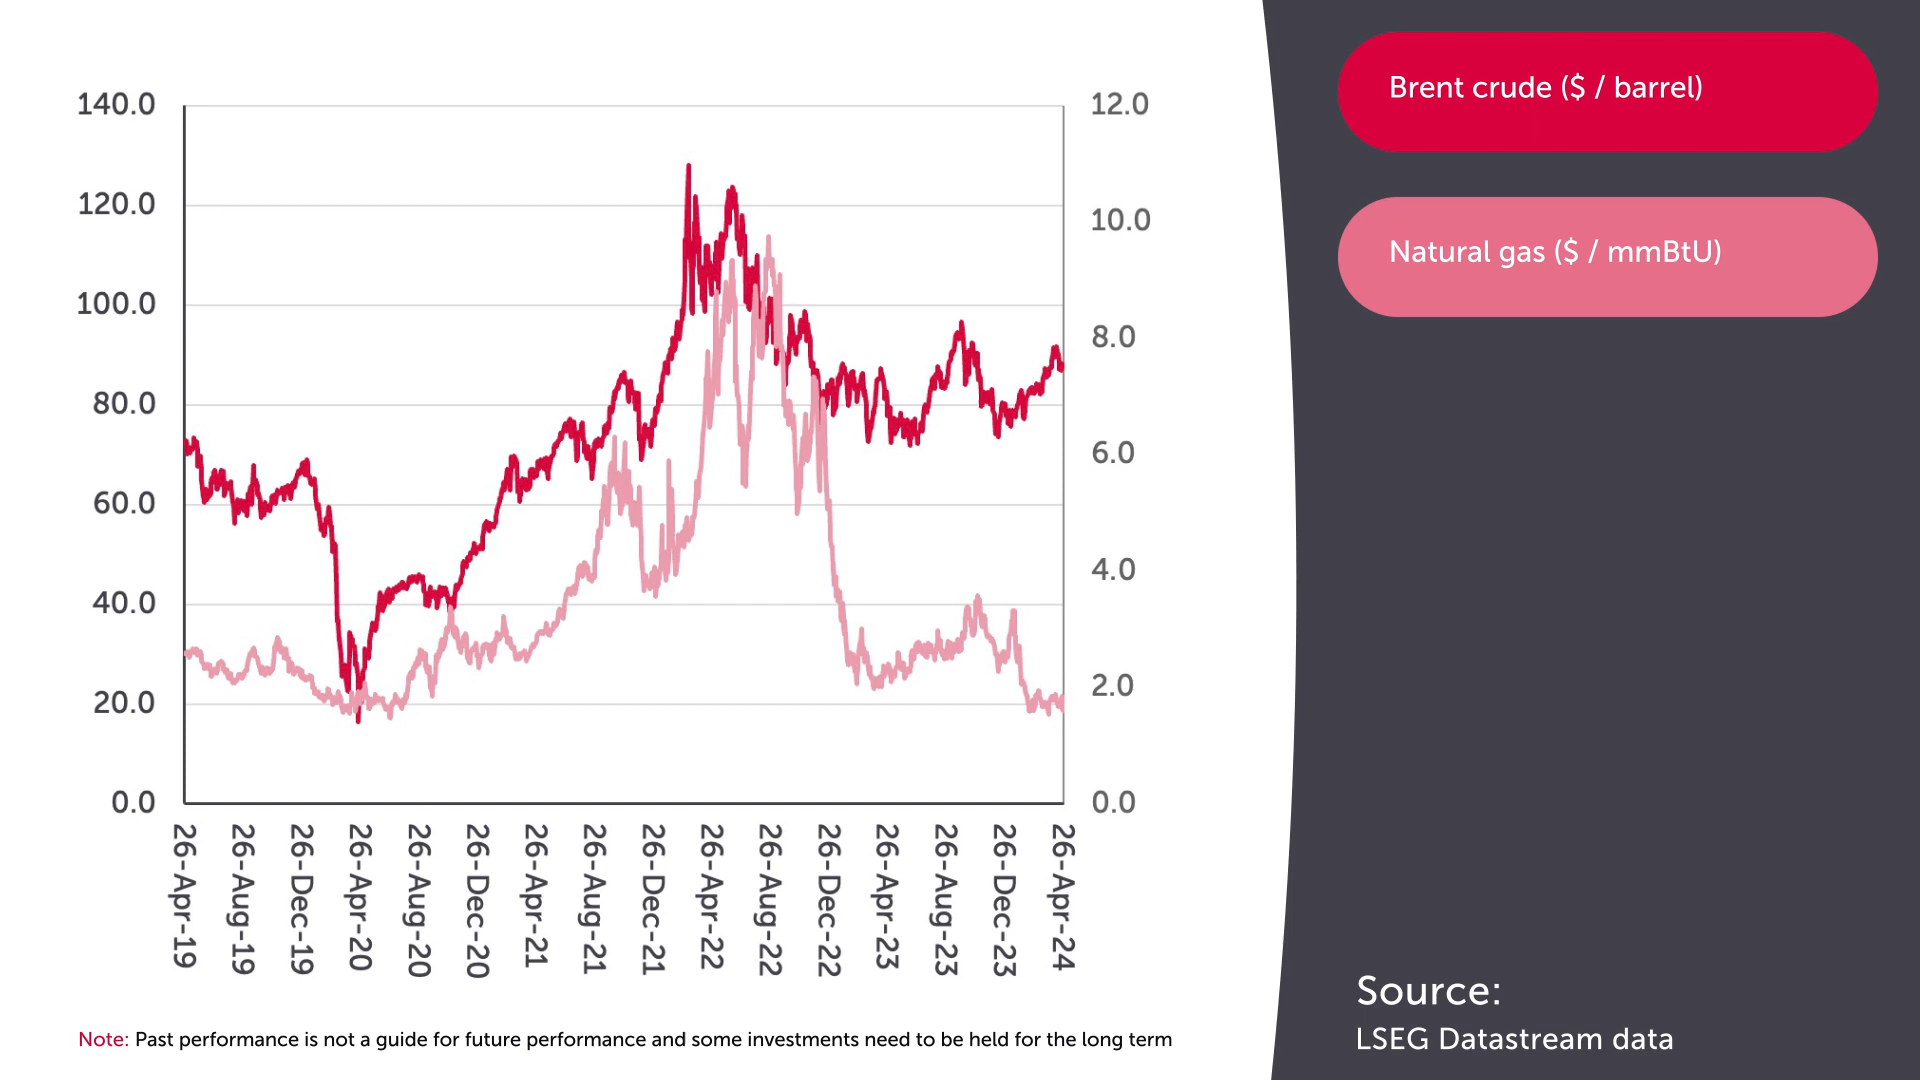 Brent crude ($ / barrel)
Natural gas ($ / mmBtU)
140.0
120.0
100.0
80.0
60.0
40.0
20.0
0.0
12.0
10.0
8.0
6.0
4.0
2.0
0.0
26-Apr-19
26-Aug-19
26-Dec-19
26-Apr-20
26-Aug-20
26-Dec-20
26-Apr-21
26-Aug-21
26-Dec-21
26-Apr-22
26-Aug-22
26-Dec-22
26-Apr-23
26-Aug-23
26-Dec-23
26-Apr-24
Note: Past performance is not a guide for future performance and some investments need to be held for the long term
Source:
LSEG Datastream data